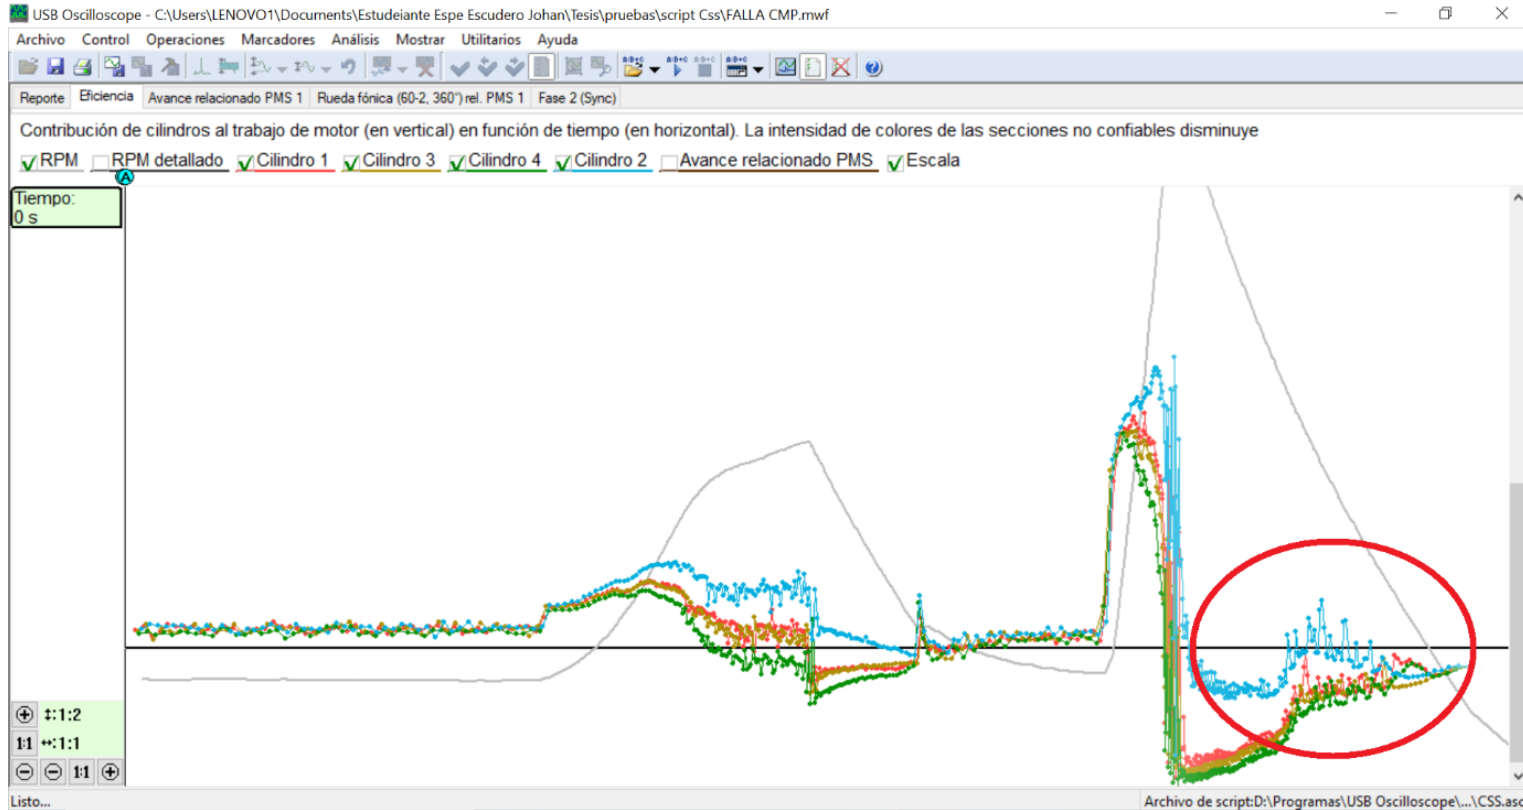 USB Oscilloscope - C:\Users\LENOVO1\Documents\Estudeiante Espe Escudero Johan\Tesis\pruebas\script Css\FALLA CMP.mwf
Archivo Control Operaciones Marcadores Análisis Mostrar Utilitarios Ayuda
Reporte Eficiencia Avance relacionado PMS 1 Rueda fónica (60-2, 360°) rel. PMS 1 Fase 2 (Sync)
Contribución de cilindros al trabajo de motor (en vertical) en función de tiempo (en horizontal). La intensidad de colores de las secciones no confiables disminuye
RPM RPM detallado Cilindro 1 Cilindro 3 Cilindro 4 Cilindro 2 Avance relacionado PMS Escala
A
Tiempo:
0 s
‡:1:2
1:1 ↔:1:1
1:1
Listo...
Archivo de script:D:\Programas\USB Oscilloscope\...\CSS.asc